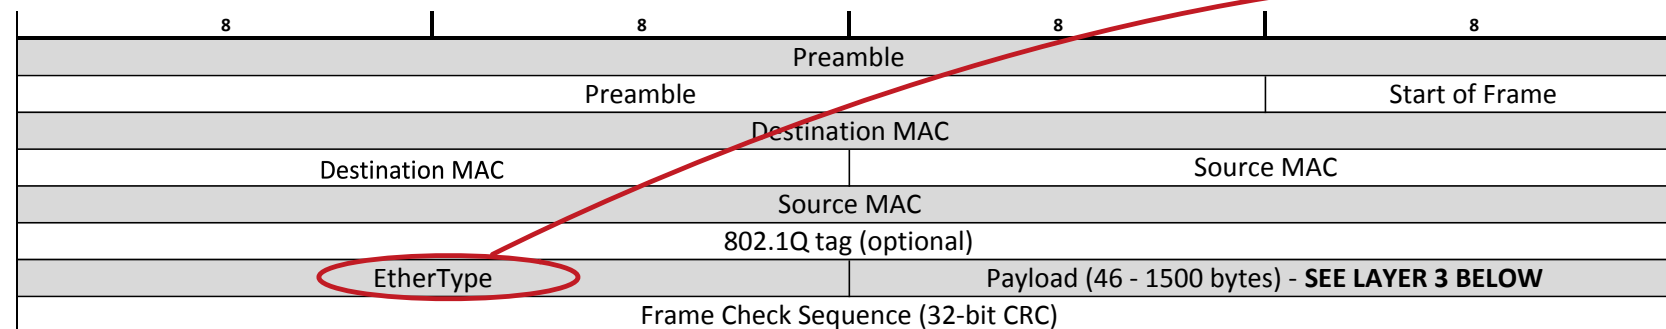 8 8 8 8
Preamble
Preamble Start of Frame
Destination MAC
Destination MAC Source MAC
Source MAC
802.1Q tag (optional)
EtherType Payload (46 - 1500 bytes) - SEE LAYER 3 BELOW
Frame Check Sequence (32-bit CRC)